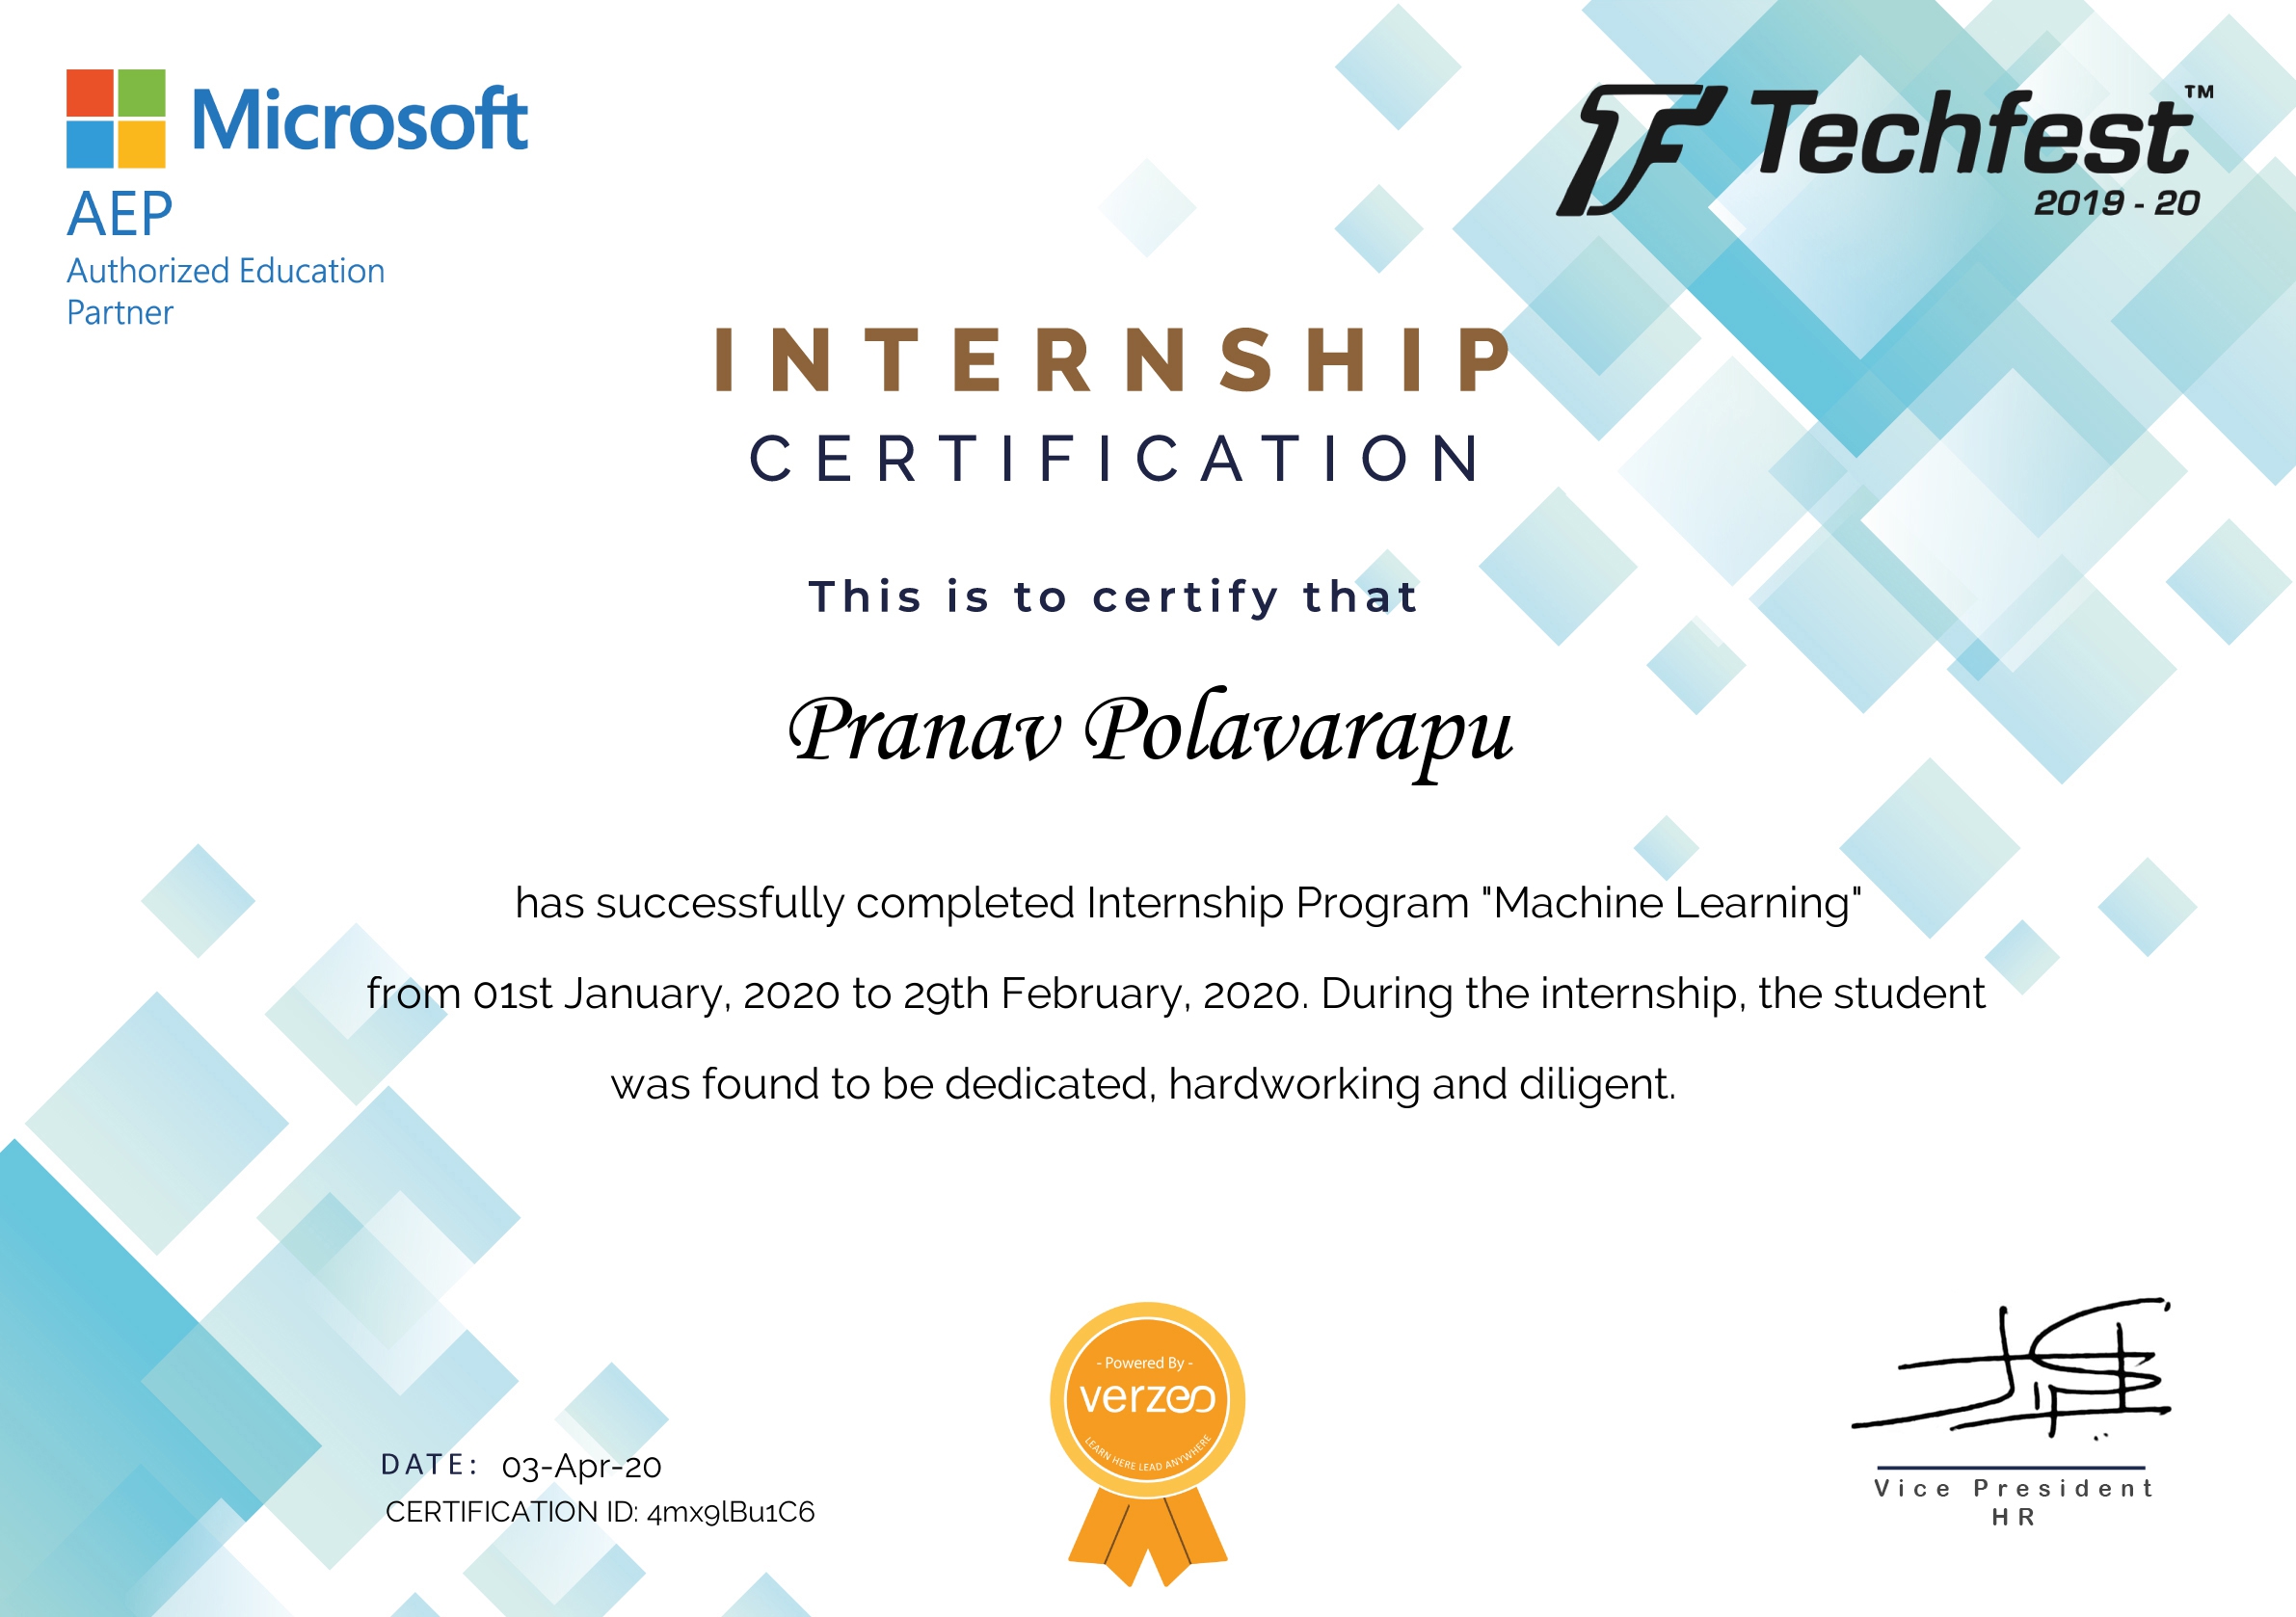 Microsoft
AEP
Authorized Education
Partner
Techfest™
2019 - 20
INTERNSHIP
CERTIFICATION
This is to certify that
Pranav Polavarapu
has successfully completed Internship Program "Machine Learning"
from 01st January, 2020 to 29th February, 2020. During the internship, the student
was found to be dedicated, hardworking and diligent.
- Powered By -
verzeo
LEARN HERE LEAD ANYWHERE
DATE: 03-Apr-20
CERTIFICATION ID: 4mx9lBu1C6
Vice President
HR